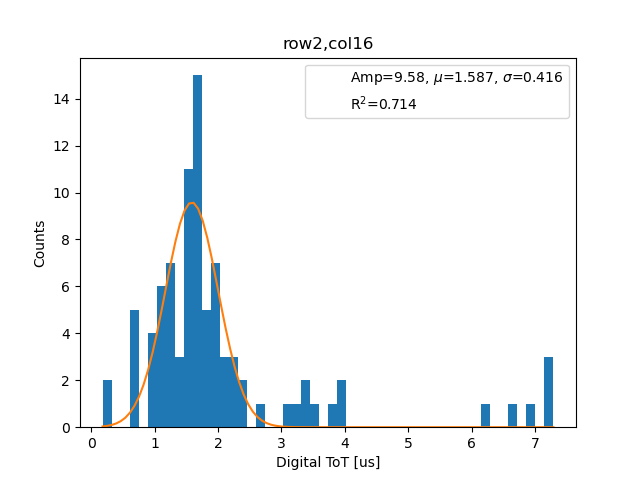 row2,col16
Amp=9.58, μ=1.587, σ=0.416
R²=0.714
Counts
14
12
10
8
6
4
2
0
0 1 2 3 4 5 6 7
Digital ToT [us]